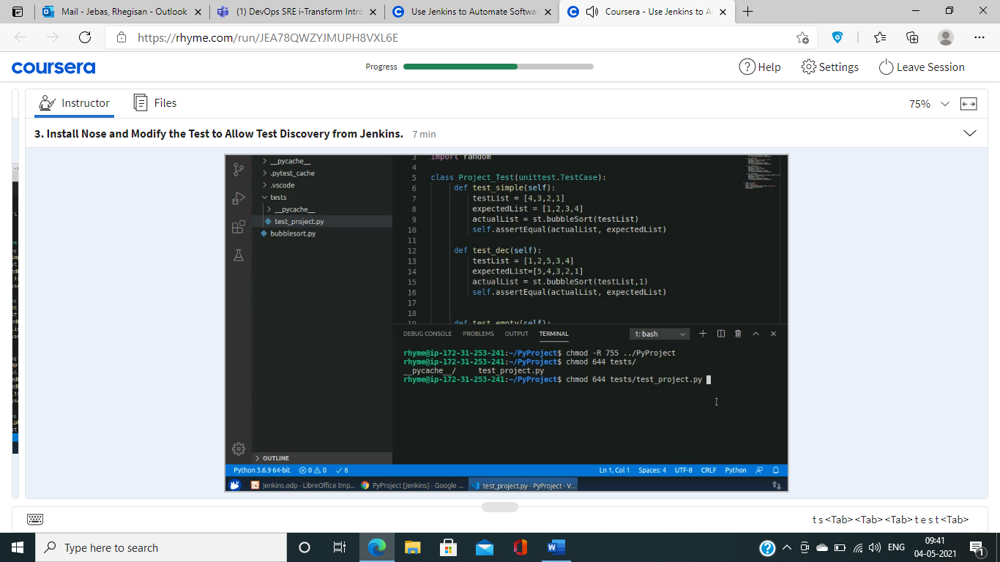 Mail - Jebas, Rhegisan - Outlook
(1) DevOps SRE i-Transform Intro
Use Jenkins to Automate Softwa
Coursera - Use Jenkins to A
https://rhyme.com/run/JEA78QWZYJMUPH8VXL6E
coursera
Progress
Help
Settings
Leave Session
Instructor
Files
75%
3. Install Nose and Modify the Test to Allow Test Discovery from Jenkins. 7 min
__pycache__
.pytest_cache
.vscode
tests
__pycache__
test_project.py
bubblesort.py
OUTLINE
3 import random
4
5 class Project_Test(unittest.TestCase):
6 def test_simple(self):
7 testList = [4,3,2,1]
8 expectedList = [1,2,3,4]
9 actualList = st.bubbleSort(testList)
10 self.assertEqual(actualList, expectedList)
11
12 def test_dec(self):
13 testList = [1,2,5,3,4]
14 expectedList=[5,4,3,2,1]
15 actualList = st.bubbleSort(testList,1)
16 self.assertEqual(actualList, expectedList)
17
18
19 def test_empty(self):
DEBUG CONSOLE PROBLEMS OUTPUT TERMINAL 1: bash
rhyme@ip-172-31-253-241:~/PyProject$ chmod -R 755 ../PyProject
rhyme@ip-172-31-253-241:~/PyProject$ chmod 644 tests/
__pycache__/ test_project.py
rhyme@ip-172-31-253-241:~/PyProject$ chmod 644 tests/test_project.py
Python 3.6.9 64-bit 0 0 6 Ln 1, Col 1 Spaces: 4 UTF-8 CRLF Python
jenkins.odp - LibreOffice Imp... PyProject [Jenkins] - Google ... test_project.py - PyProject - V...
t s <Tab> <Tab> <Tab> t e s t <Tab>
Type here to search
ENG
09:41
04-05-2021
1